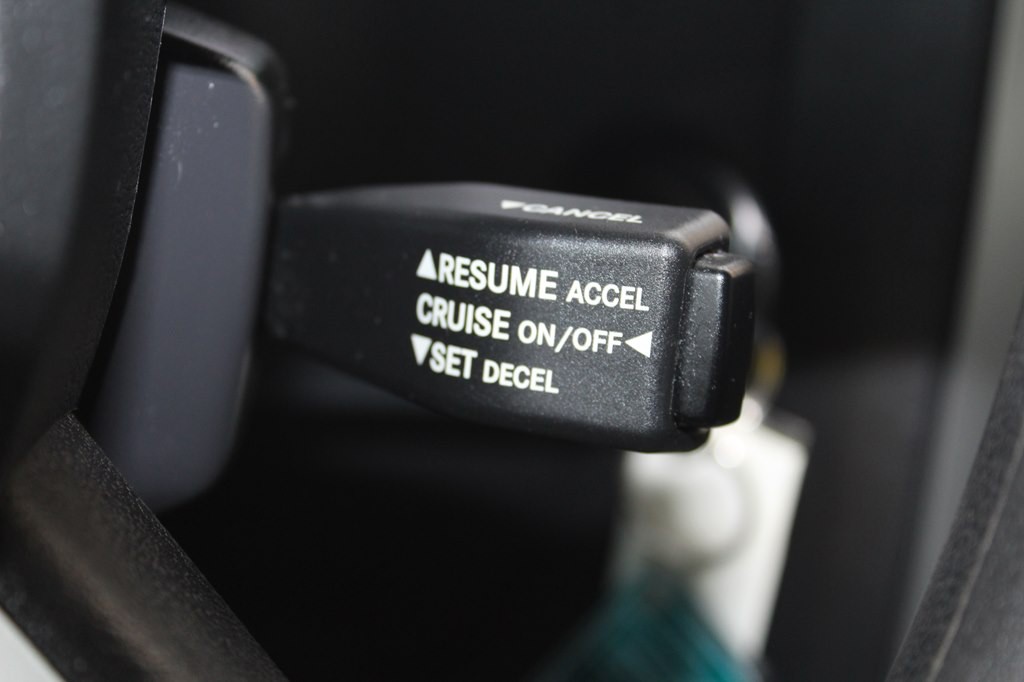 ▼CANCEL
▲RESUME ACCEL
CRUISE ON/OFF◀
▼SET DECEL